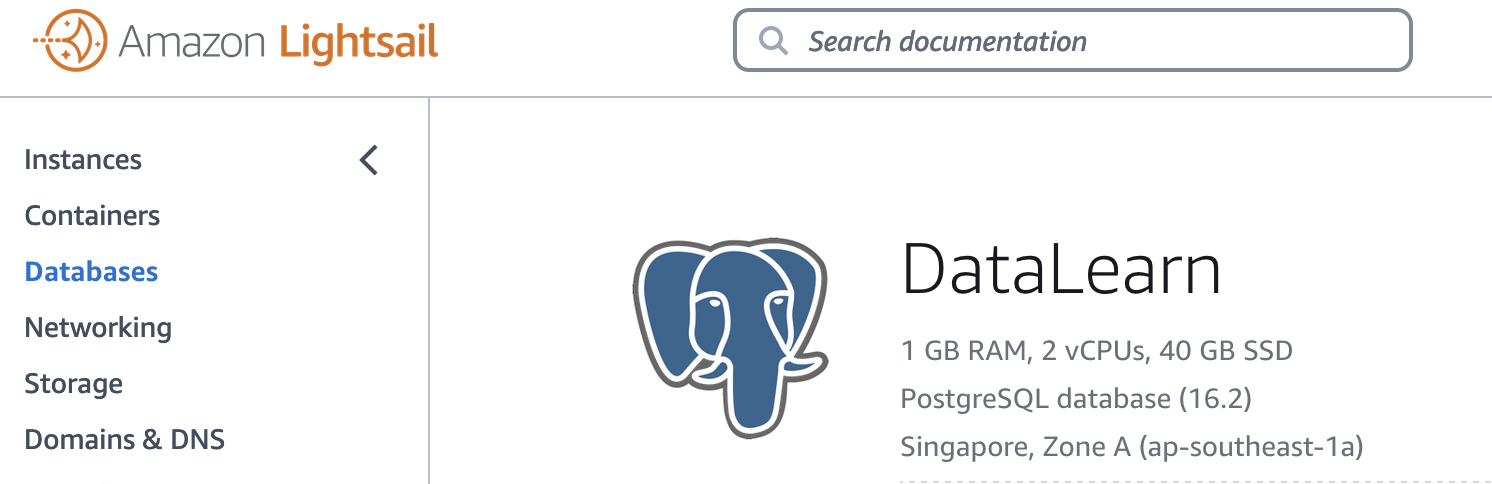 Amazon Lightsail
Search documentation
Instances
Containers
Databases
Networking
Storage
Domains & DNS
DataLearn
1 GB RAM, 2 vCPUs, 40 GB SSD
PostgreSQL database (16.2)
Singapore, Zone A (ap-southeast-1a)